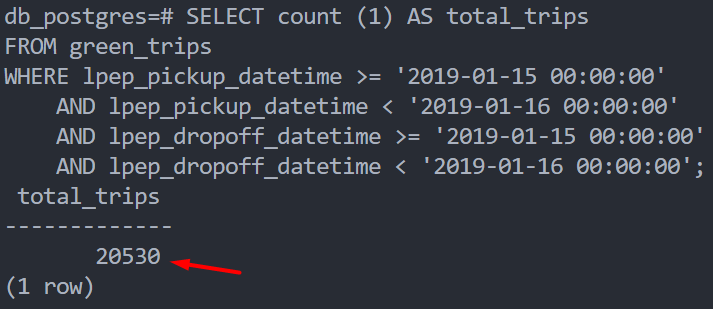 db_postgres=# SELECT count (1) AS total_trips
FROM green_trips
WHERE lpep_pickup_datetime >= '2019-01-15 00:00:00'
    AND lpep_pickup_datetime < '2019-01-16 00:00:00'
    AND lpep_dropoff_datetime >= '2019-01-15 00:00:00'
    AND lpep_dropoff_datetime < '2019-01-16 00:00:00';
 total_trips
-------------
       20530
(1 row)